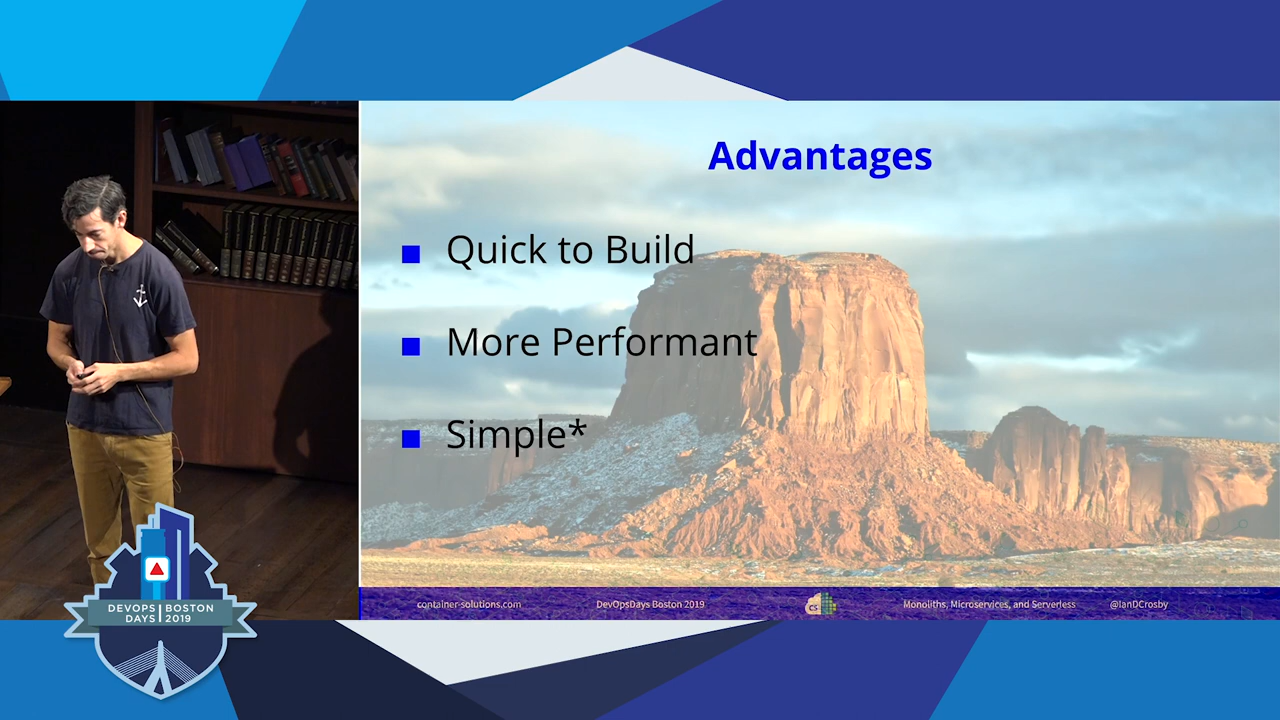 Advantages
Quick to Build
More Performant
Simple*
container-solutions.com
DevOpsDays Boston 2019
CS
Monoliths, Microservices, and Serverless
@IanDCrosby
DEVOPS BOSTON
DAYS 2019